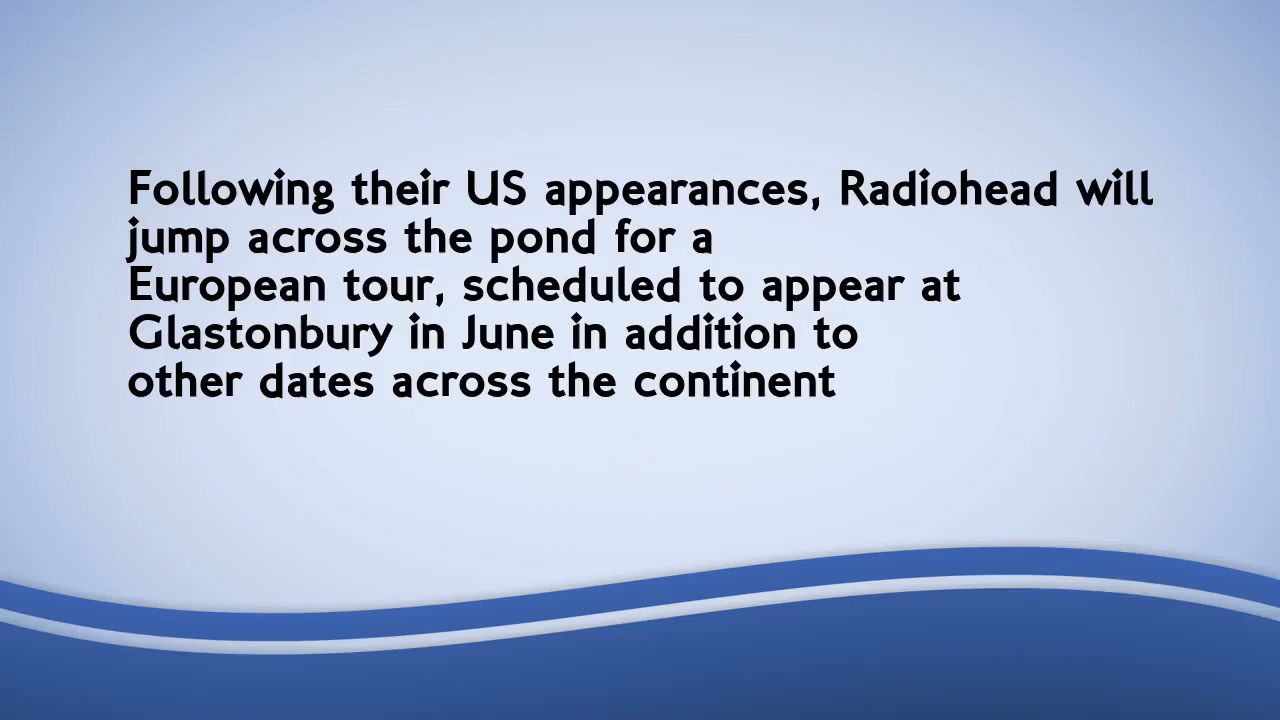 Following their US appearances, Radiohead will
jump across the pond for a
European tour, scheduled to appear at
Glastonbury in June in addition to
other dates across the continent